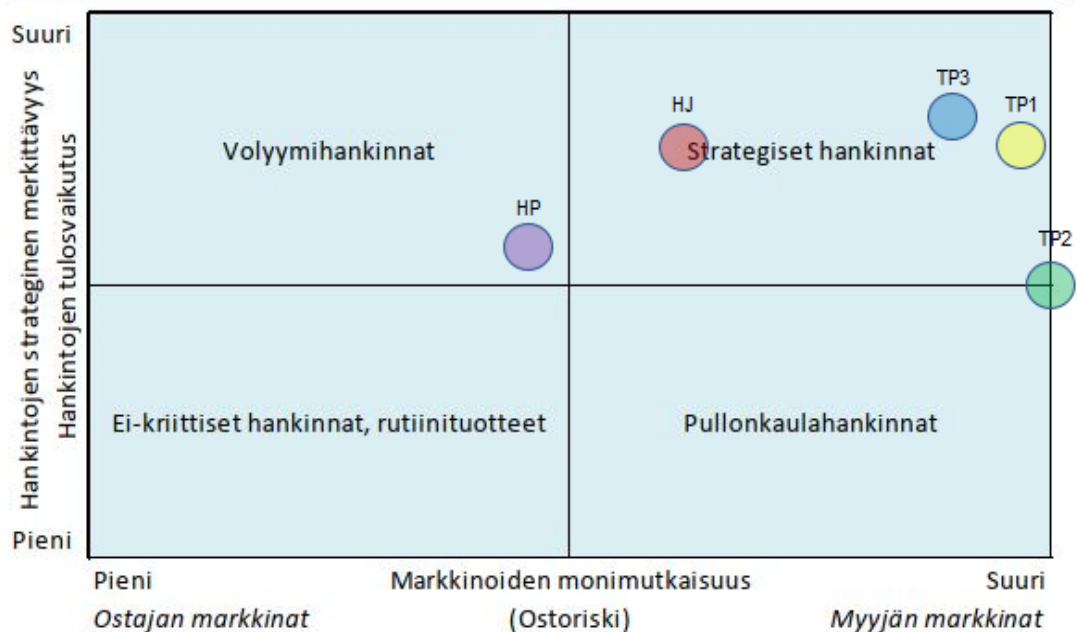 Suuri
Hankintojen strateginen merkittävyys
Hankintojen tulosvaikutus
TP3
TP1
HJ
Volyymihankinnat
Strategiset hankinnat
HP
TP2
Ei-kriittiset hankinnat, rutiinituotteet
Pullonkaulahankinnat
Pieni
Pieni
Markkinoiden monimutkaisuus
Suuri
Ostajan markkinat
(Ostoriski)
Myyjän markkinat